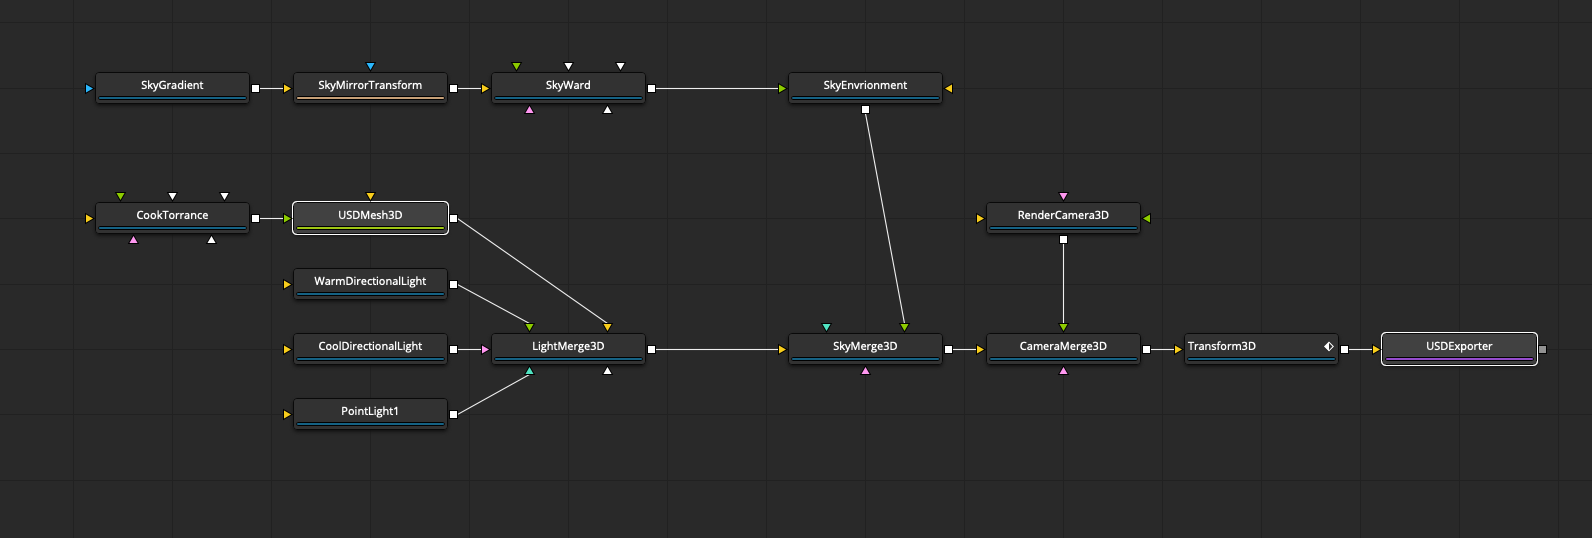 SkyGradient
SkyMirrorTransform
SkyWard
SkyEnvrionment
CookTorrance
USDMesh3D
RenderCamera3D
WarmDirectionalLight
CoolDirectionalLight
LightMerge3D
SkyMerge3D
CameraMerge3D
Transform3D
USDExporter
PointLight1